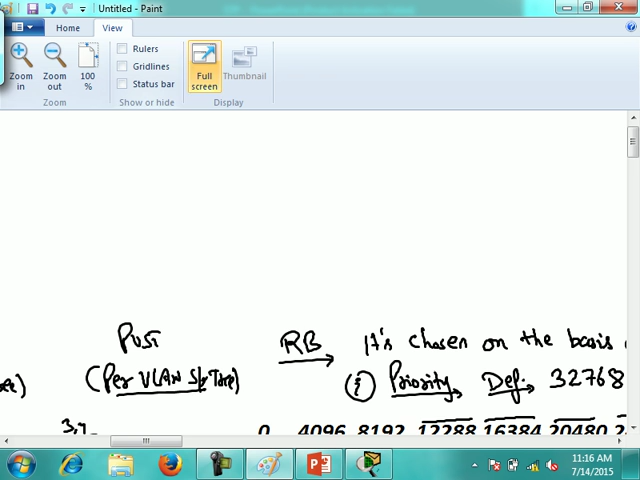 Untitled - Paint
Home View
Zoom in
Zoom out
100 %
Rulers
Gridlines
Status bar
Full screen
Thumbnail
Zoom
Show or hide
Display
RB It's chosen on the basis
(Per VLAN
(i) Priority Def. 32768
0 4096 8192 12288 16384 20480
11:16 AM
7/14/2015